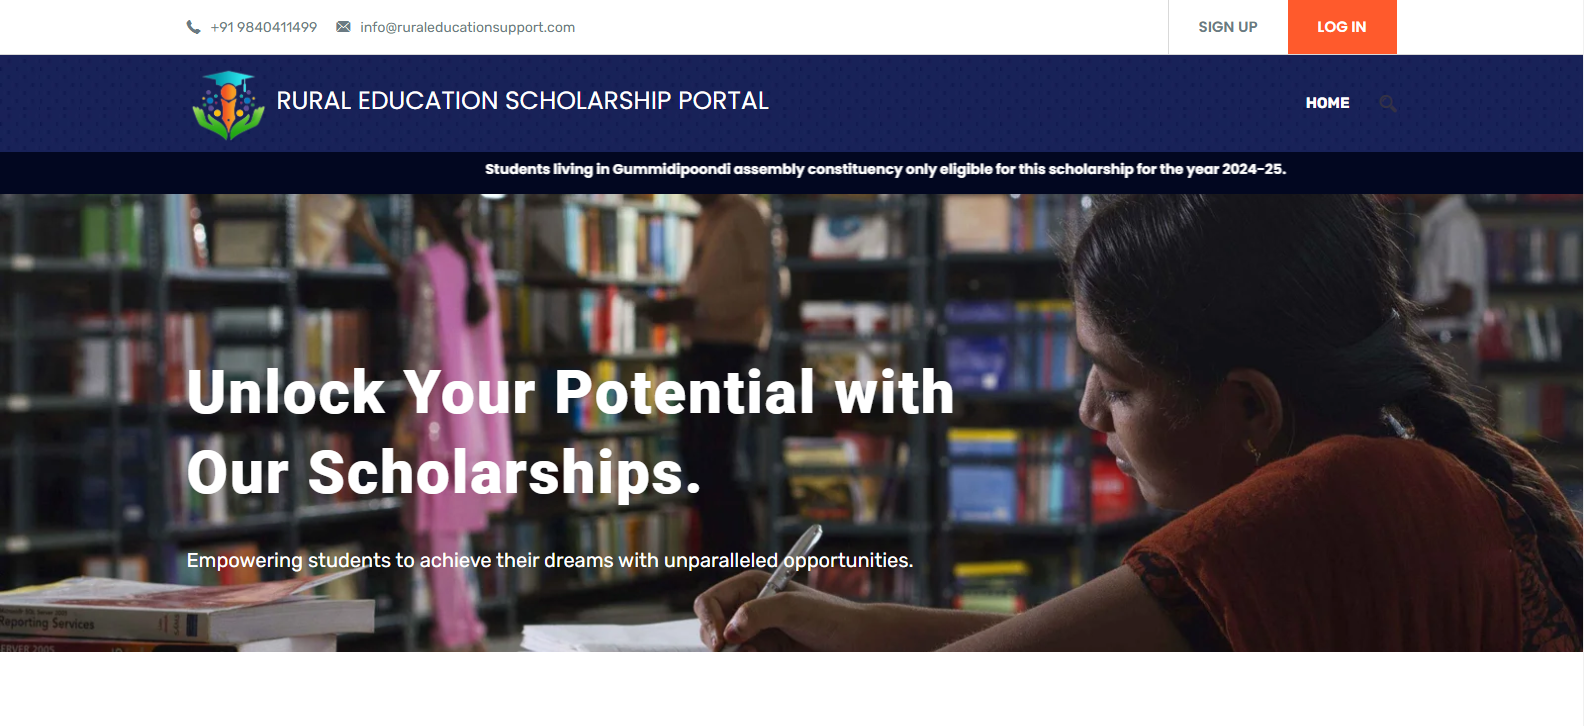 +91 9840411499 info@ruraleducationsupport.com SIGN UP LOG IN
RURAL EDUCATION SCHOLARSHIP PORTAL HOME
Students living in Gummidipoondi assembly constituency only eligible for this scholarship for the year 2024-25.
Unlock Your Potential with
Our Scholarships.
Empowering students to achieve their dreams with unparalleled opportunities.
Reporting Services
ERVER 2005